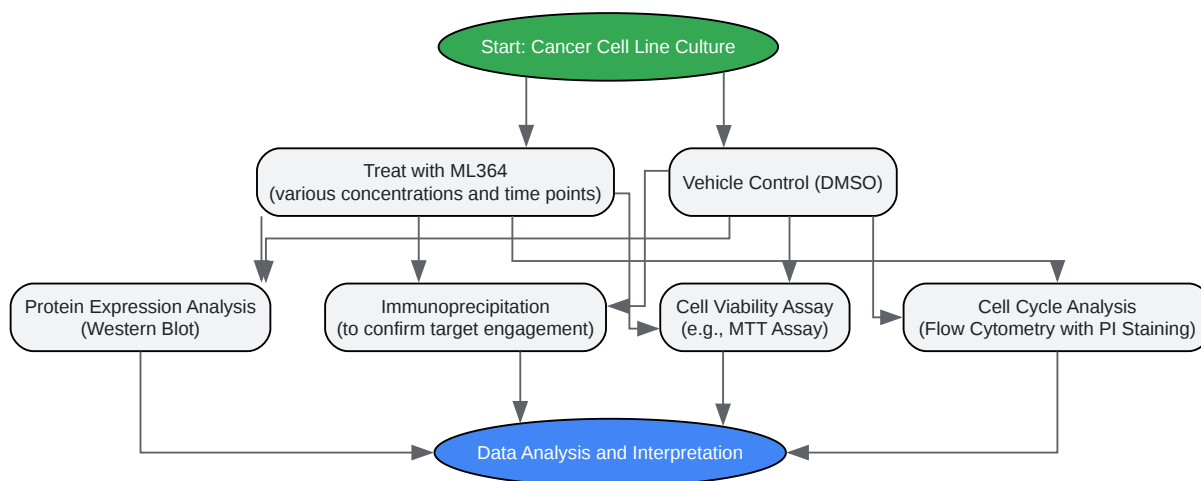 Start: Cancer Cell Line Culture
Treat with ML364
(various concentrations and time points)
Vehicle Control (DMSO)
Protein Expression Analysis
(Western Blot)
Immunoprecipitation
(to confirm target engagement)
Cell Viability Assay
(e.g., MTT Assay)
Cell Cycle Analysis
(Flow Cytometry with PI Staining)
Data Analysis and Interpretation